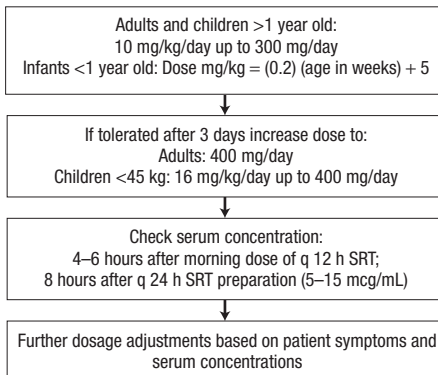 Adults and children >1 year old:
10 mg/kg/day up to 300 mg/day
Infants <1 year old: Dose mg/kg = (0.2) (age in weeks) + 5
If tolerated after 3 days increase dose to:
Adults: 400 mg/day
Children <45 kg: 16 mg/kg/day up to 400 mg/day
Check serum concentration:
4–6 hours after morning dose of q 12 h SRT;
8 hours after q 24 h SRT preparation (5–15 mcg/mL)
Further dosage adjustments based on patient symptoms and
serum concentrations